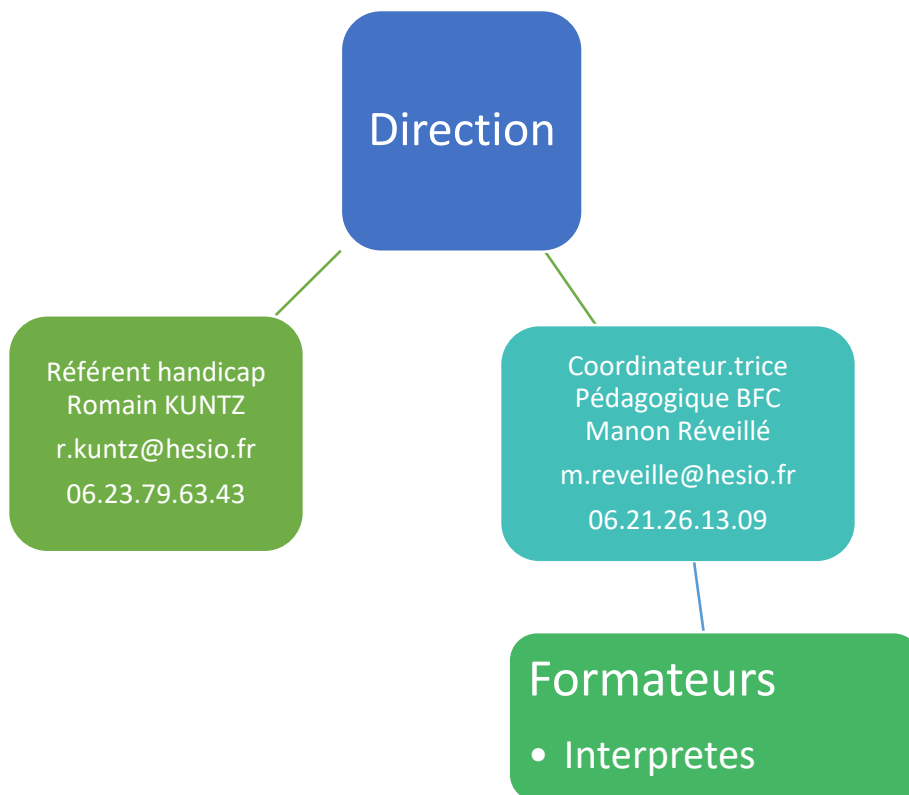 Direction
Référent handicap
Romain KUNTZ
r.kuntz@hesio.fr
06.23.79.63.43
Coordinateur.trice
Pédagogique BFC
Manon Réveillé
m.reveille@hesio.fr
06.21.26.13.09
Formateurs
• Interpretes